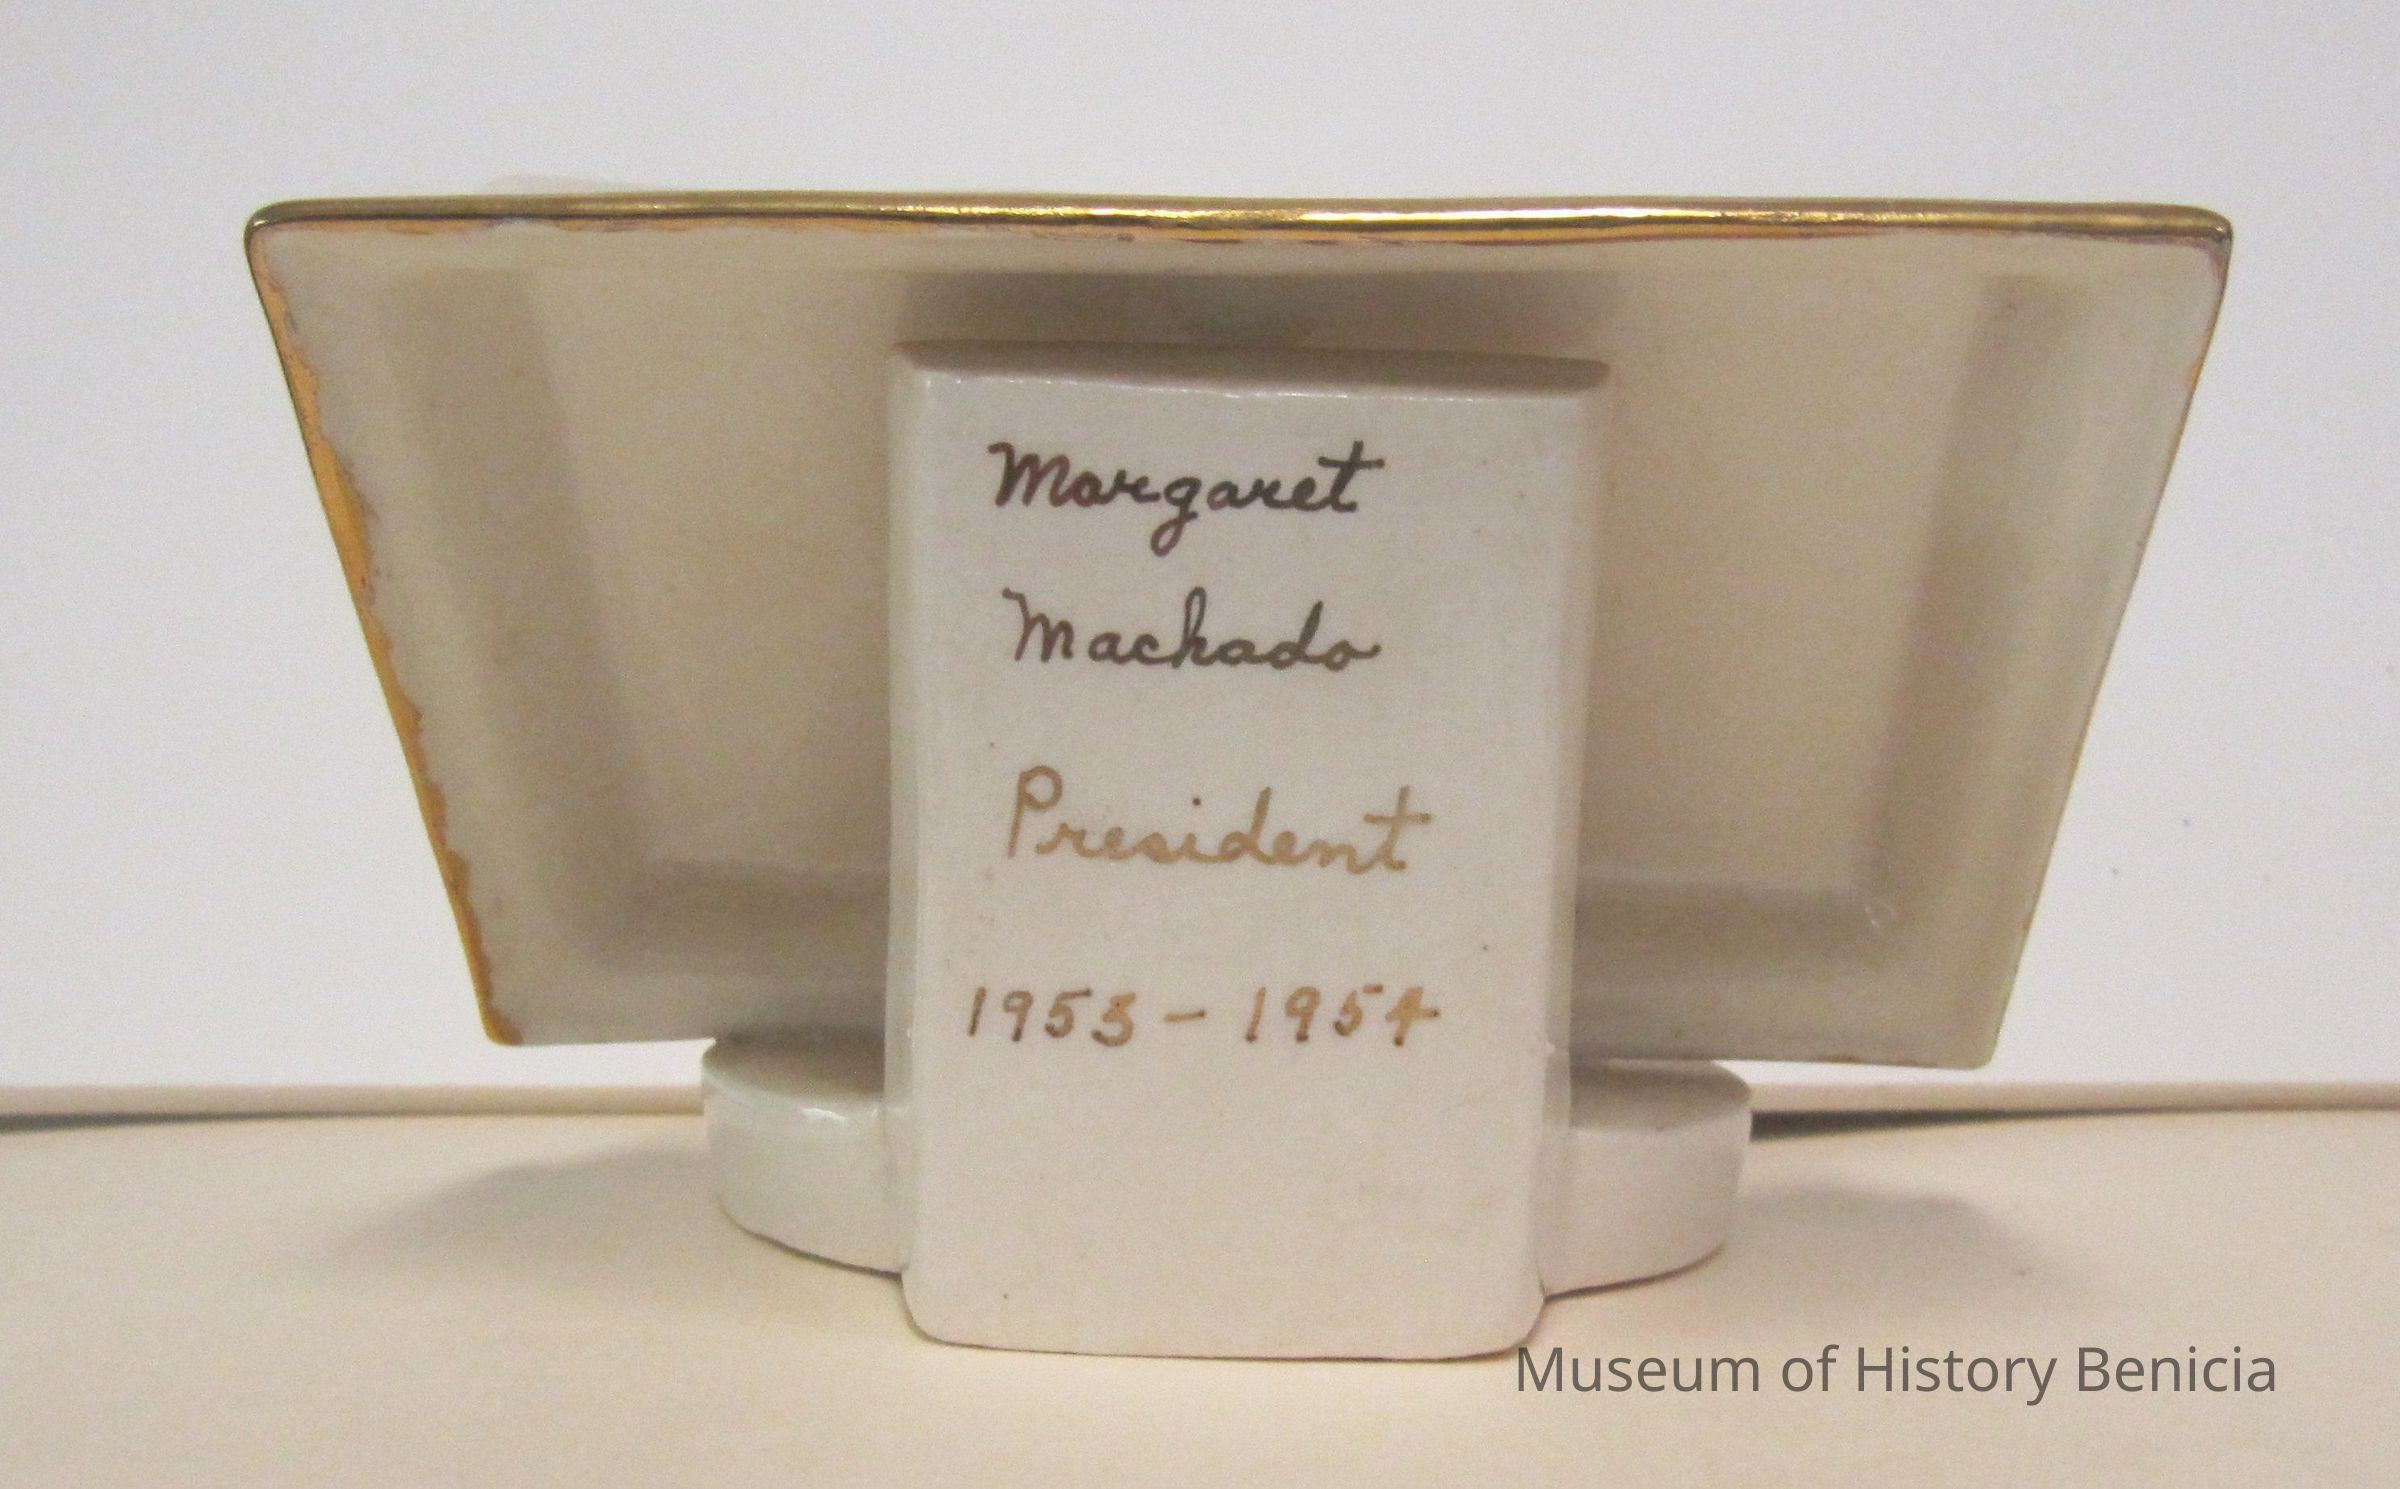 Margaret
Machado
President
1953 - 1954
Museum of History Benicia